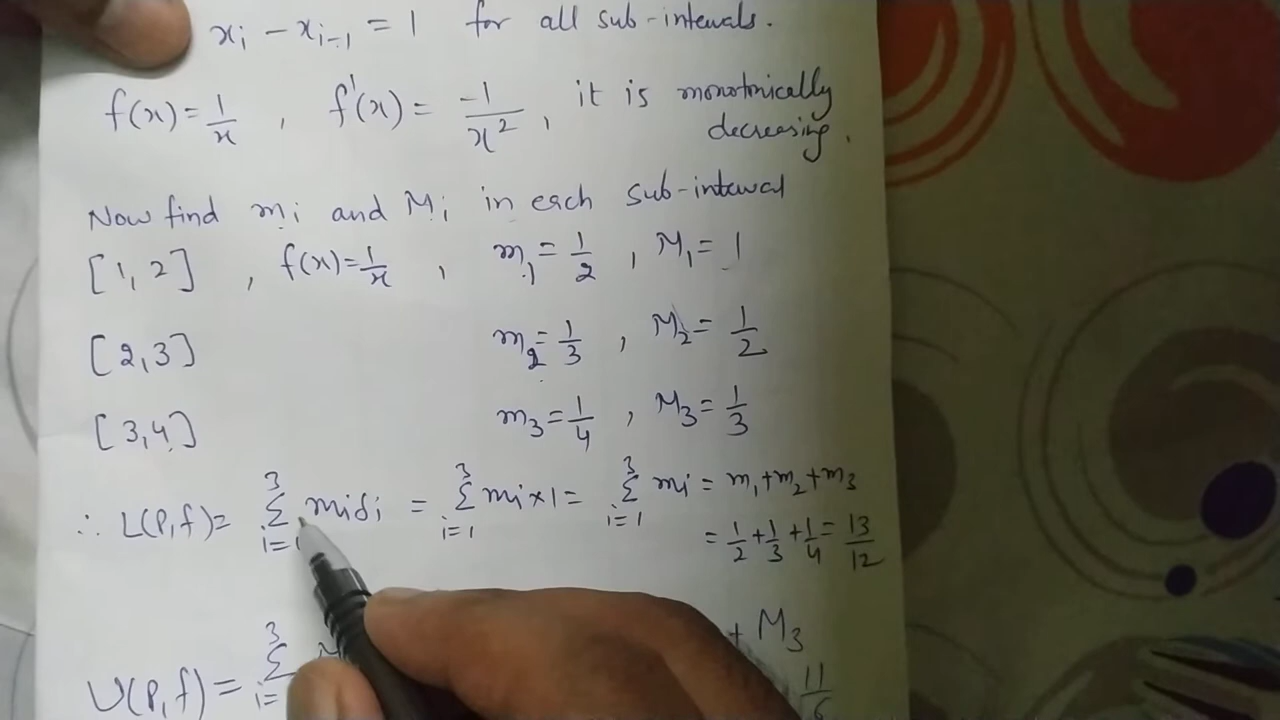 xᵢ − xᵢ₋₁ = 1 for all sub-intervals.
f(x) = 1/x , f'(x) = −1/x² , it is monotonically
decreasing.
Now find mᵢ and Mᵢ in each sub-interval
[1,2] , f(x) = 1/x , m₁ = 1/2 , M₁ = 1
[2,3] m₂ = 1/3 , M₂ = 1/2
[3,4] m₃ = 1/4 , M₃ = 1/3
∴ L(P,f) = Σᵢ₌₁³ mᵢδᵢ = Σᵢ₌₁³ mᵢ×1 = Σᵢ₌₁³ mᵢ = m₁+m₂+m₃
= 1/2 + 1/3 + 1/4 = 13/12
U(P,f) = Σ³ + M₃
11/6